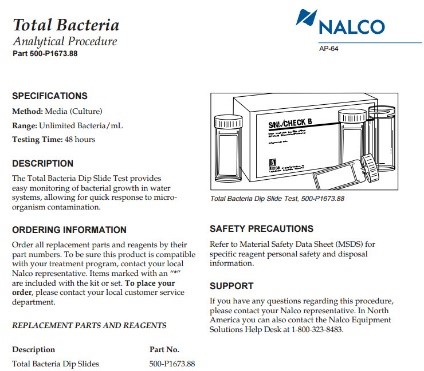 Total Bacteria
Analytical Procedure
Part 500-P1673.88
NALCO
AP-64
SPECIFICATIONS
Method: Media (Culture)
Range: Unlimited Bacteria/mL
Testing Time: 48 hours
DESCRIPTION
The Total Bacteria Dip Slide Test provides
easy monitoring of bacterial growth in water
systems, allowing for quick response to micro-
organism contamination.
ORDERING INFORMATION
Order all replacement parts and reagents by their
part numbers. To be sure this product is compatible
with your treatment program, contact your local
Nalco representative. Items marked with an "*"
are included with the kit or set. To place your
order, please contact your local customer service
department.
REPLACEMENT PARTS AND REAGENTS
Description Part No.
Total Bacteria Dip Slides 500-P1673.88
SANI-CHECK B
Total Bacteria Dip Slide Test, 500-P1673.88
SAFETY PRECAUTIONS
Refer to Material Safety Data Sheet (MSDS) for
specific reagent personal safety and disposal
information.
SUPPORT
If you have any questions regarding this procedure,
please contact your Nalco representative. In North
America you can also contact the Nalco Equipment
Solutions Help Desk at 1-800-323-8483.